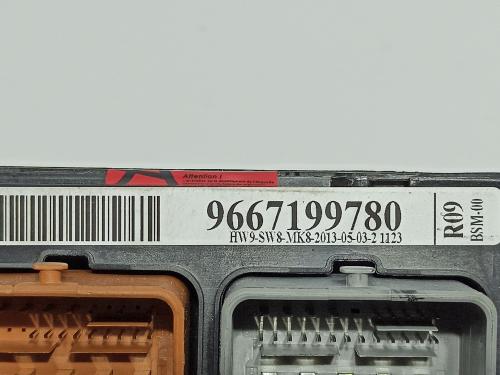 Attention !
9667199780
HW9-SW8-MK8-2013-05-03-2 1123
R09
BSM-00